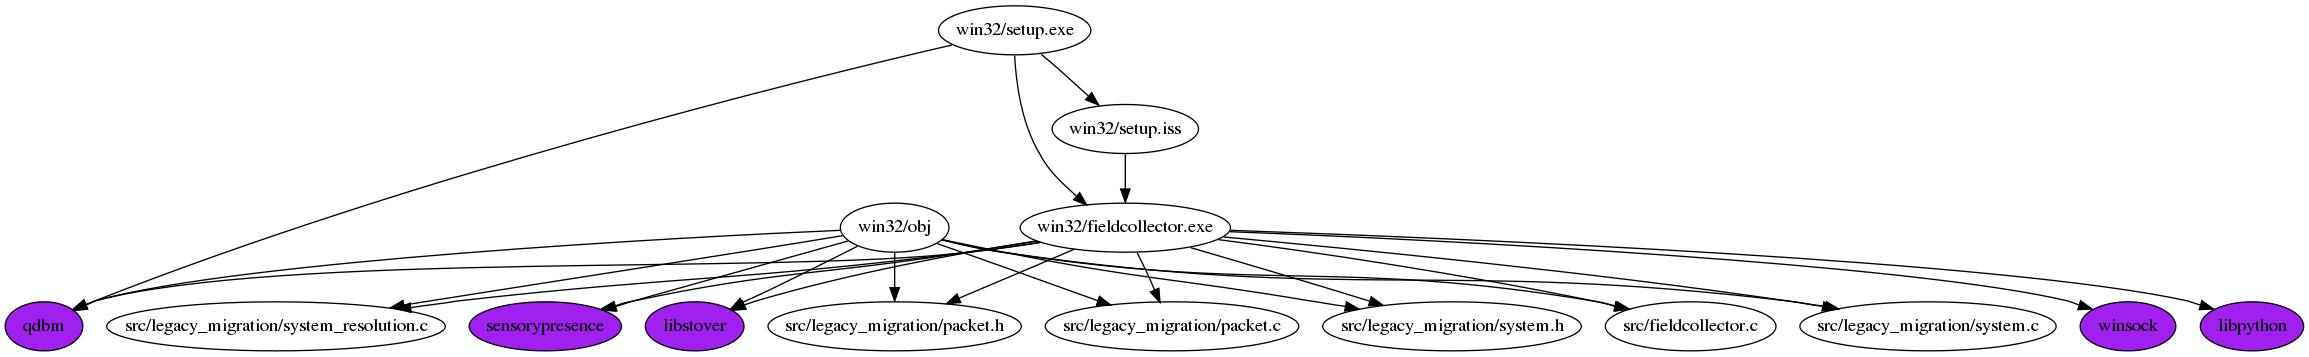 win32/setup.exe
win32/setup.iss
win32/obj
win32/fieldcollector.exe
qdbm
src/legacy_migration/system_resolution.c
sensorypresence
libstover
src/legacy_migration/packet.h
src/legacy_migration/packet.c
src/legacy_migration/system.h
src/fieldcollector.c
src/legacy_migration/system.c
winsock
libpython